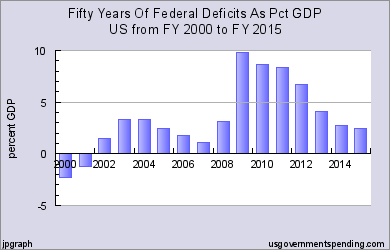 Fifty Years Of Federal Deficits As Pct GDP
US from FY 2000 to FY 2015
percent GDP
10
5
0
-5
2000 2002 2004 2006 2008 2010 2012 2014
jpgraph
usgovernmentspending.com